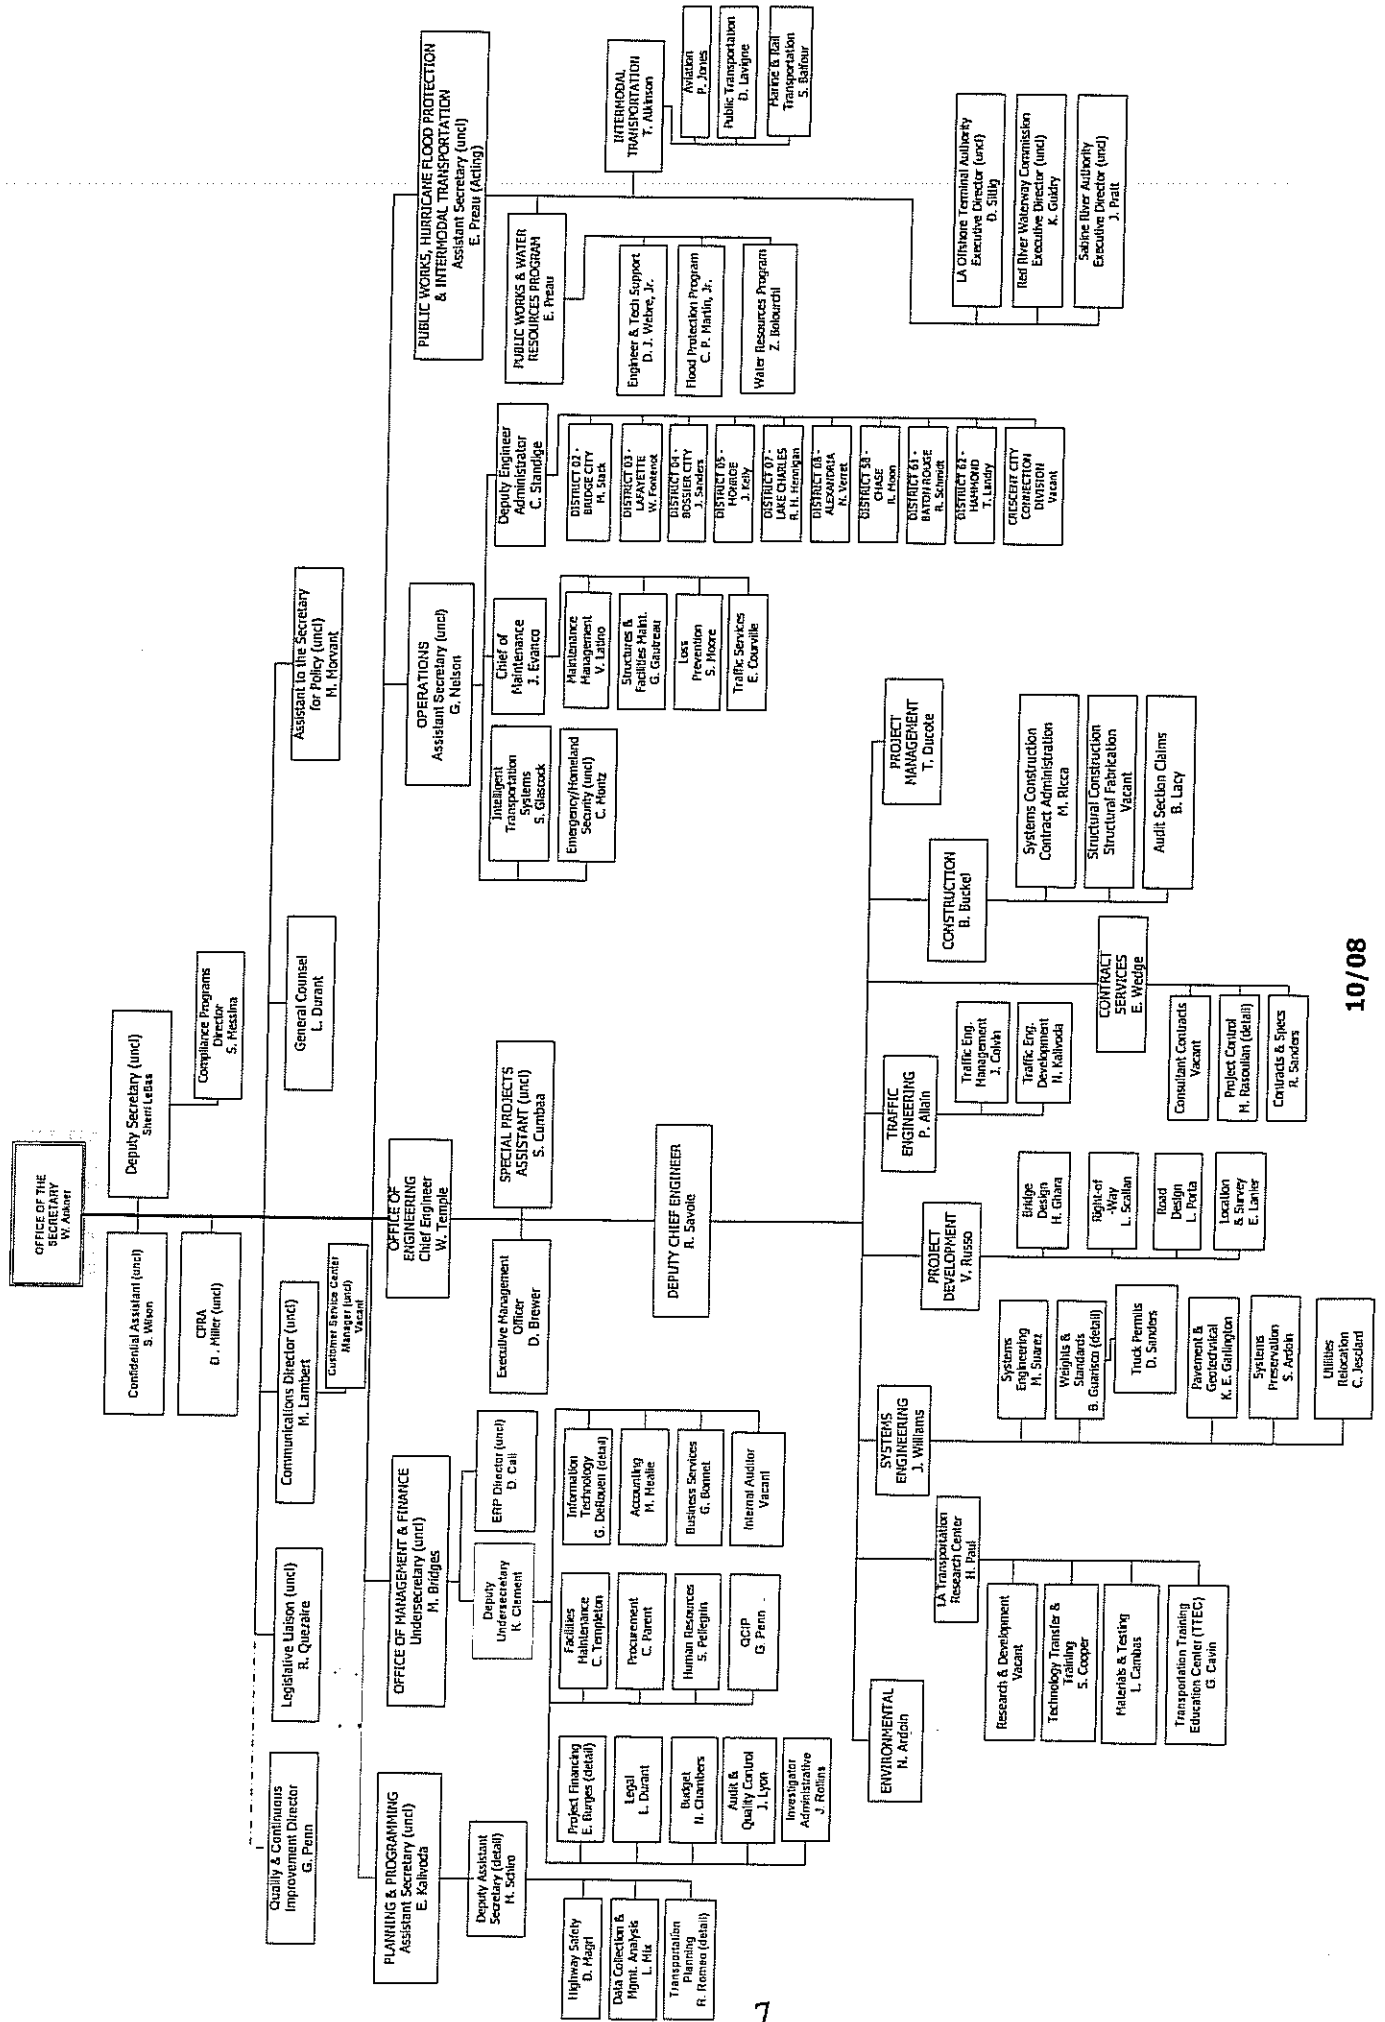 OFFICE OF THE
SECRETARY
W. Ankner
Deputy Secretary (uncl)
Sherri LeBas
Compliance Programs
Director
S. Messina
Confidential Assistant (uncl)
S. Wilson
CPRA
D. Miller (uncl)
Quality & Continuous
Improvement Director
G. Penn
Legislative Liaison (uncl)
R. Quezaire
Communications Director (uncl)
M. Lambert
Customer Service Center
Manager (uncl)
Vacant
General Counsel
L. Durant
Assistant to the Secretary
for Policy (uncl)
M. Morvant
PLANNING & PROGRAMMING
Assistant Secretary (uncl)
E. Kalivoda
Deputy Assistant
Secretary (detail)
M. Schiro
Highway Safety
D. Magri
Data Collection &
Mgmt. Analysis
L. Mix
Transportation
Planning
R. Romeo (detail)
OFFICE OF MANAGEMENT & FINANCE
Undersecretary (uncl)
M. Bridges
Deputy
Undersecretary
K. Clement
ERP Director (uncl)
D. Cali
Project Financing
E. Burges (detail)
Legal
L. Durant
Budget
N. Chambers
Audit &
Quality Control
J. Lyon
Investigator
Administrative
J. Rollins
Facilities
Maintenance
C. Templeton
Procurement
C. Parent
Human Resources
S. Pellegrin
QCIP
G. Penn
Information
Technology
G. DeRouen (detail)
Accounting
M. Mealie
Business Services
G. Bonnet
Internal Auditor
Vacant
OFFICE OF
ENGINEERING
Chief Engineer
W. Temple
Executive Management
Officer
D. Brewer
SPECIAL PROJECTS
ASSISTANT (uncl)
S. Cumbaa
DEPUTY CHIEF ENGINEER
R. Savoie
OPERATIONS
Assistant Secretary (uncl)
G. Nelson
Intelligent
Transportation
Systems
S. Glascock
Emergency/Homeland
Security (uncl)
C. Montz
Chief of
Maintenance
J. Evanco
Maintenance
Management
V. Latino
Structures &
Facilities Maint.
G. Gautreau
Loss
Prevention
S. Moore
Traffic Services
E. Courville
Deputy Engineer
Administrator
C. Standige
DISTRICT 02 -
BRIDGE CITY
M. Stack
DISTRICT 03 -
LAFAYETTE
W. Fontenot
DISTRICT 04 -
BOSSIER CITY
J. Sanders
DISTRICT 05 -
MONROE
J. Kelly
DISTRICT 07 -
LAKE CHARLES
R. H. Hennigan
DISTRICT 08 -
ALEXANDRIA
N. Verret
DISTRICT 58 -
CHASE
R. Moon
DISTRICT 61 -
BATON ROUGE
R. Schmidt
DISTRICT 62 -
HAMMOND
T. Landry
CRESCENT CITY
CONNECTION
DIVISION
Vacant
PUBLIC WORKS, HURRICANE FLOOD PROTECTION
& INTERMODAL TRANSPORTATION
Assistant Secretary (uncl)
E. Preau (Acting)
PUBLIC WORKS & WATER
RESOURCES PROGRAM
E. Preau
Engineer & Tech Support
D. J. Webre, Jr.
Flood Protection Program
C. P. Martin, Jr.
Water Resources Program
Z. Bolourchi
INTERMODAL
TRANSPORTATION
T. Atkinson
Aviation
P. Jones
Public Transportation
D. Lavigne
Marine & Rail
Transportation
S. Balfour
LA Offshore Terminal Authority
Executive Director (uncl)
D. Sittig
Red River Waterway Commission
Executive Director (uncl)
K. Guidry
Sabine River Authority
Executive Director (uncl)
J. Pratt
ENVIRONMENTAL
N. Ardoin
LA Transportation
Research Center
H. Paul
Research & Development
Vacant
Technology Transfer &
Training
S. Cooper
Materials & Testing
L. Cambas
Transportation Training
Education Center (TTEC)
G. Gavin
SYSTEMS
ENGINEERING
J. Williams
Systems
Engineering
M. Suarez
Weights &
Standards
B. Guarisco (detail)
Truck Permits
D. Sanders
Pavement &
Geotechnical
K. E. Garlington
Systems
Preservation
S. Ardoin
Utilities
Relocation
C. Jesclard
PROJECT
DEVELOPMENT
V. Russo
Bridge
Design
H. Ghara
Right-of
-Way
L. Scallan
Road
Design
L. Porta
Location
& Survey
E. Lanier
TRAFFIC
ENGINEERING
P. Allain
Traffic Eng.
Management
J. Colvin
Traffic Eng.
Development
N. Kalivoda
CONTRACT
SERVICES
E. Wedge
Consultant Contracts
Vacant
Project Control
M. Rasoulian (detail)
Contracts & Specs
R. Sanders
CONSTRUCTION
B. Buckel
Systems Construction
Contract Administration
M. Ricca
Structural Construction
Structural Fabrication
Vacant
Audit Section Claims
B. Lacy
PROJECT
MANAGEMENT
T. Ducote
10/08
7